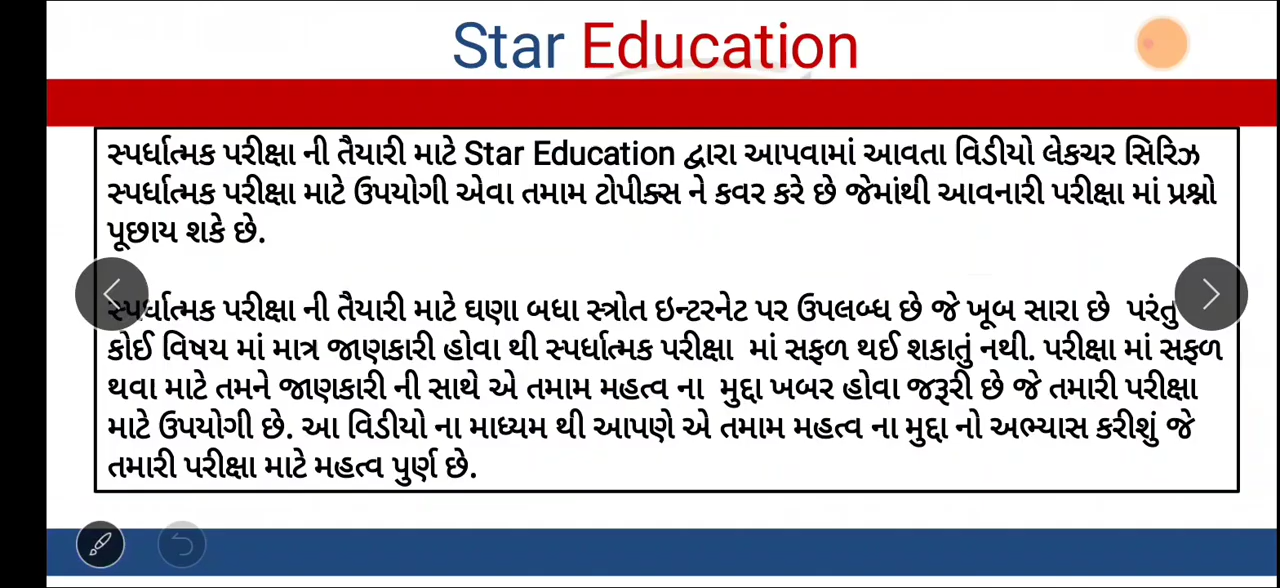 Star Education
સ્પર્ધાત્મક પરીક્ષા ની તૈયારી માટે Star Education દ્વારા આપવામાં આવતા વિડીયો લેકચર સિરિઝ
સ્પર્ધાત્મક પરીક્ષા માટે ઉપયોગી એવા તમામ ટોપીક્સ ને કવર કરે છે જેમાંથી આવનારી પરીક્ષા માં પ્રશ્નો
પૂછાય શકે છે.
સ્પર્ધાત્મક પરીક્ષા ની તૈયારી માટે ઘણા બધા સ્ત્રોત ઇન્ટરનેટ પર ઉપલબ્ધ છે જે ખૂબ સારા છે પરંતુ
કોઈ વિષય માં માત્ર જાણકારી હોવા થી સ્પર્ધાત્મક પરીક્ષા માં સફળ થઈ શકાતું નથી. પરીક્ષા માં સફળ
થવા માટે તમને જાણકારી ની સાથે એ તમામ મહત્વ ના મુદ્દા ખબર હોવા જરૂરી છે જે તમારી પરીક્ષા
માટે ઉપયોગી છે. આ વિડીયો ના માધ્યમ થી આપણે એ તમામ મહત્વ ના મુદ્દા નો અભ્યાસ કરીશું જે
તમારી પરીક્ષા માટે મહત્વ પુર્ણ છે.